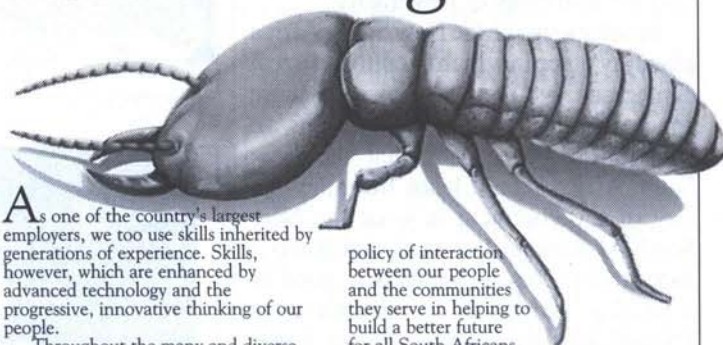 As one of the country's largest
employers, we too use skills inherited by
generations of experience. Skills,
however, which are enhanced by
advanced technology and the
progressive, innovative thinking of our
people.
Throughout the many and diverse
policy of interaction
between our people
and the communities
they serve in helping to
build a better future
for all South Africans